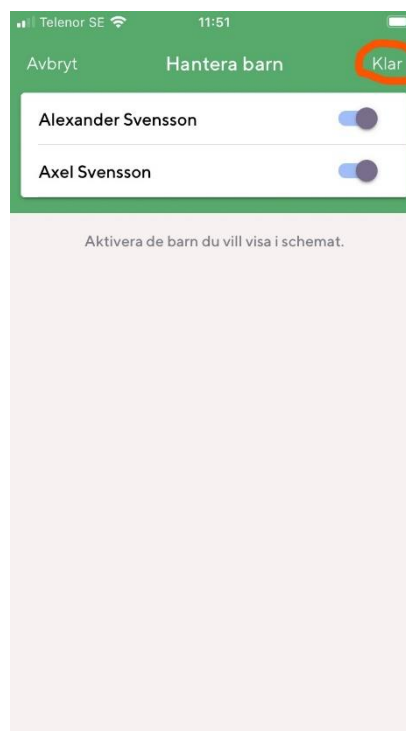 Telenor SE 11:51
Avbryt Hantera barn Klar
Alexander Svensson
Axel Svensson
Aktivera de barn du vill visa i schemat.